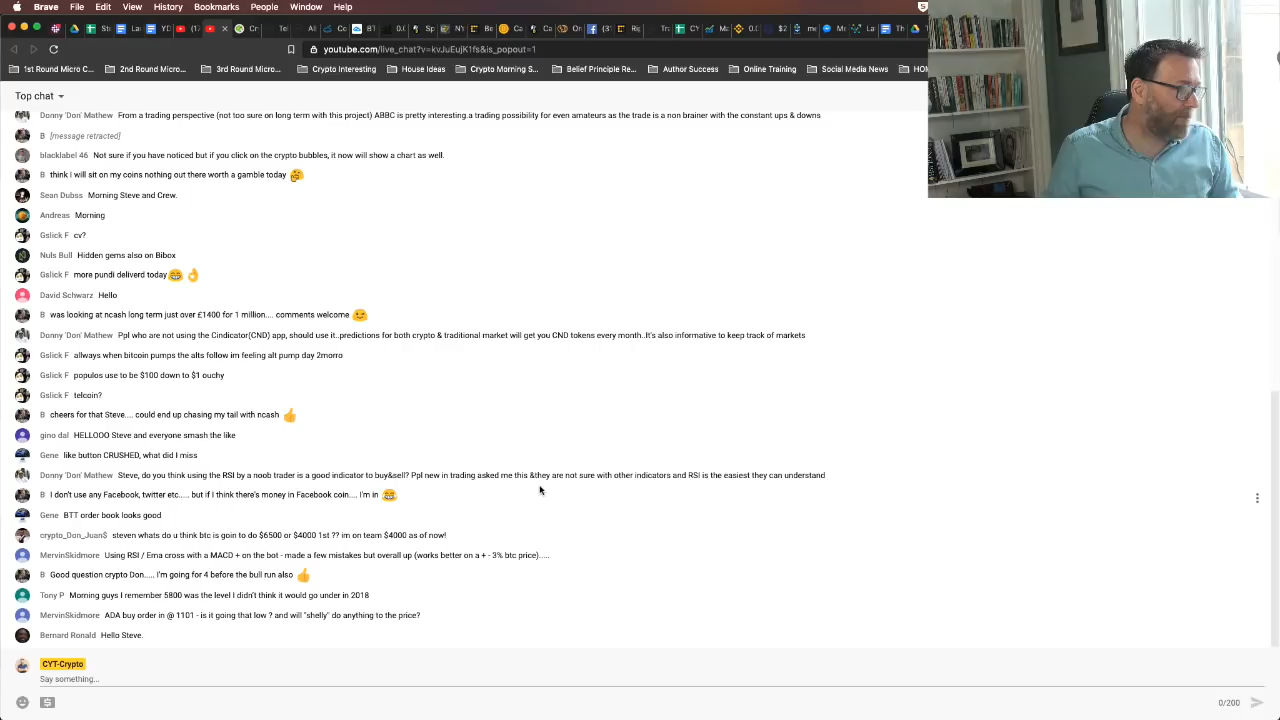 Brave File Edit View History Bookmarks People Window Help
youtube.com/live_chat?v=kvJuEujK1fs&is_popout=1
1st Round Micro C... 2nd Round Micro... 3rd Round Micro... Crypto Interesting House Ideas Crypto Morning S... Belief Principle Re... Author Success Online Training Social Media News
Top chat
Donny 'Don' Mathew From a trading perspective (not too sure on long term with this project) ABBC is pretty interesting.a trading possibility for even amateurs as the trade is a non brainer with the constant ups & downs
B [message retracted]
blacklabel 46 Not sure if you have noticed but if you click on the crypto bubbles, it now will show a chart as well.
B think I will sit on my coins nothing out there worth a gamble today 🤔
Sean Dubss Morning Steve and Crew.
Andreas Morning
Gslick F cv?
Nuls Bull Hidden gems also on Bibox
Gslick F more pundi deliverd today😂 👌
David Schwarz Hello
B was looking at ncash long term just over £1400 for 1 million.... comments welcome 😉
Donny 'Don' Mathew Ppl who are not using the Cindicator(CND) app, should use it..predictions for both crypto & traditional market will get you CND tokens every month..It's also informative to keep track of markets
Gslick F allways when bitcoin pumps the alts follow im feeling alt pump day 2morro
Gslick F populos use to be $100 down to $1 ouchy
Gslick F telcoin?
B cheers for that Steve.... could end up chasing my tail with ncash 👍
gino dal HELLOOO Steve and everyone smash the like
Gene like button CRUSHED, what did I miss
Donny 'Don' Mathew Steve, do you think using the RSI by a noob trader is a good indicator to buy&sell? Ppl new in trading asked me this &they are not sure with other indicators and RSI is the easiest they can understand
B I don't use any Facebook, twitter etc..... but if I think there's money in Facebook coin.... I'm in 😂
Gene BTT order book looks good
crypto_Don_Juan$ steven whats do u think btc is goin to do $6500 or $4000 1st ?? im on team $4000 as of now!
MervinSkidmore Using RSI / Ema cross with a MACD + on the bot - made a few mistakes but overall up (works better on a + - 3% btc price).....
B Good question crypto Don..... I'm going for 4 before the bull run also 👍
Tony P Morning guys I remember 5800 was the level I didn't think it would go under in 2018
MervinSkidmore ADA buy order in @ 1101 - is it going that low ? and will "shelly" do anything to the price?
Bernard Ronald Hello Steve.
CYT-Crypto
Say something...
0/200